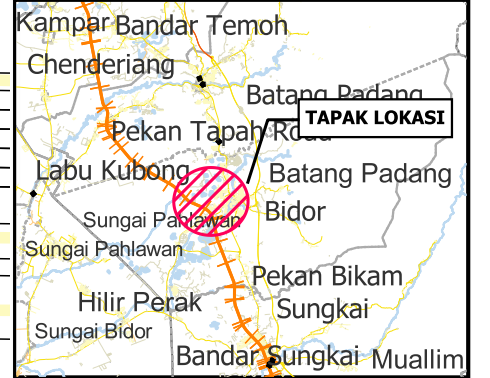 Kampar
Bandar Temoh
Chenderiang
Batang Padang
TAPAK LOKASI
Pekan Tapah Road
Labu Kubong
Batang Padang
Sungai Pahlawan
Bidor
Sungai Pahlawan
Pekan Bikam
Hilir Perak
Sungkai
Sungai Bidor
Bandar Sungkai
Muallim